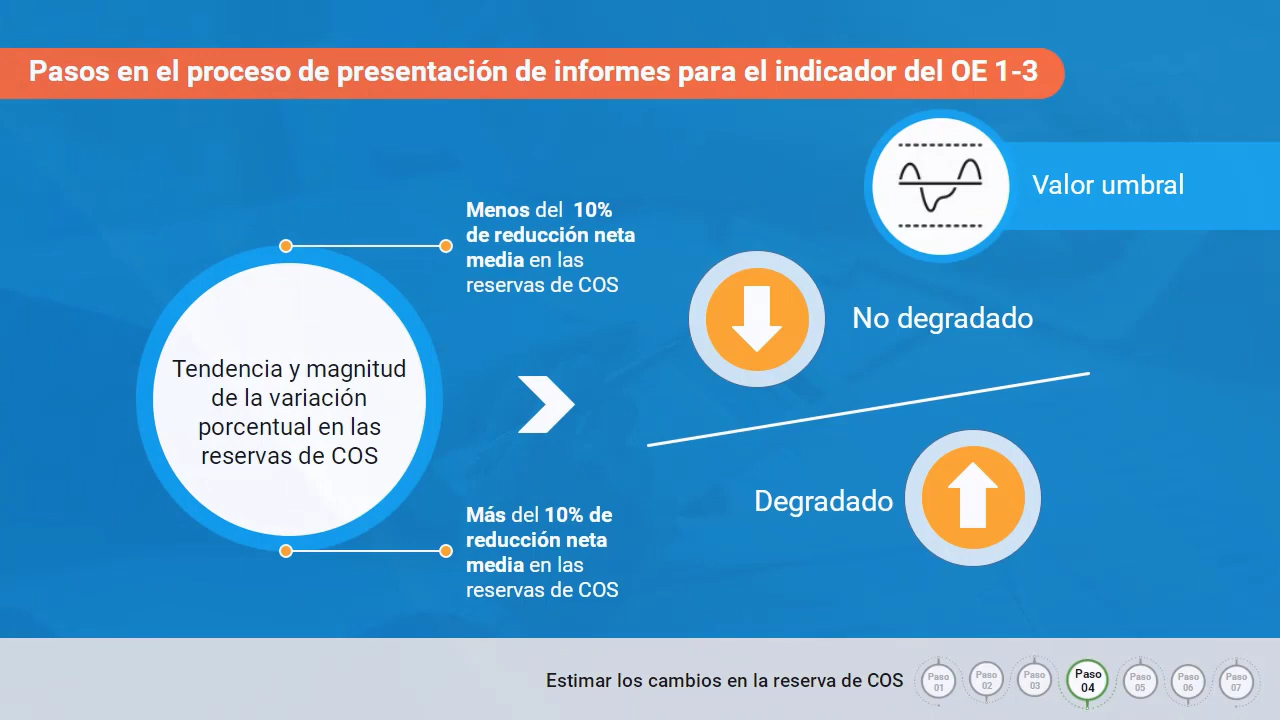 Pasos en el proceso de presentación de informes para el indicador del OE 1-3
Valor umbral
Menos del 10%
de reducción neta
media en las
reservas de COS
No degradado
Tendencia y magnitud
de la variación
porcentual en las
reservas de COS
Degradado
Más del 10% de
reducción neta
media en las
reservas de COS
Estimar los cambios en la reserva de COS
Paso
01
Paso
02
Paso
03
Paso
04
Paso
05
Paso
06
Paso
07